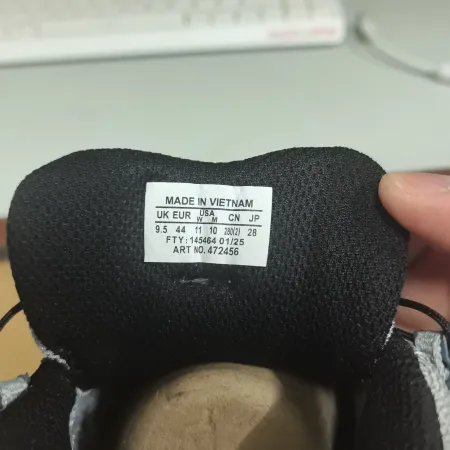 MADE IN VIETNAM
UK EUR USA W M CN JP
9.5 44 11 10 280(2) 28
FTY: 145464 01/25
ART NO. 472456